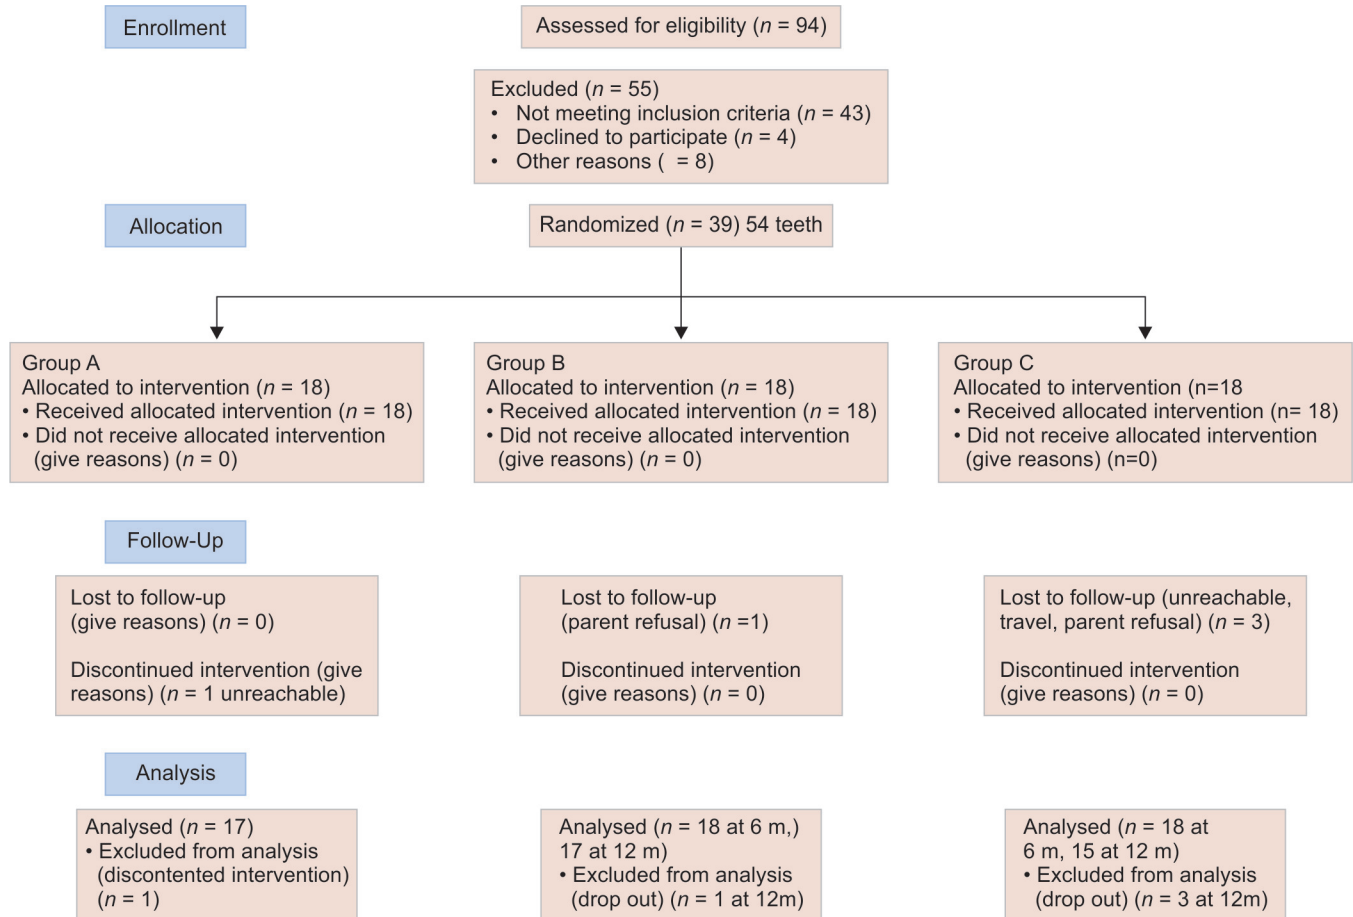 Enrollment
Assessed for eligibility (n = 94)
Excluded (n = 55)
• Not meeting inclusion criteria (n = 43)
• Declined to participate (n = 4)
• Other reasons (  = 8)
Allocation
Randomized (n = 39) 54 teeth
Group A
Allocated to intervention (n = 18)
• Received allocated intervention (n = 18)
• Did not receive allocated intervention
(give reasons) (n = 0)
Group B
Allocated to intervention (n = 18)
• Received allocated intervention (n = 18)
• Did not receive allocated intervention
(give reasons) (n = 0)
Group C
Allocated to intervention (n=18
• Received allocated intervention (n= 18)
• Did not receive allocated intervention
(give reasons) (n=0)
Follow-Up
Lost to follow-up
(give reasons) (n = 0)
Discontinued intervention (give
reasons) (n = 1 unreachable)
Lost to follow-up
(parent refusal) (n =1)
Discontinued intervention
(give reasons) (n = 0)
Lost to follow-up (unreachable,
travel, parent refusal) (n = 3)
Discontinued intervention
(give reasons) (n = 0)
Analysis
Analysed (n = 17)
• Excluded from analysis
(discontented intervention)
(n = 1)
Analysed (n = 18 at 6 m,)
17 at 12 m)
• Excluded from analysis
(drop out) (n = 1 at 12m)
Analysed (n = 18 at
6 m, 15 at 12 m)
• Excluded from analysis
(drop out) (n = 3 at 12m)